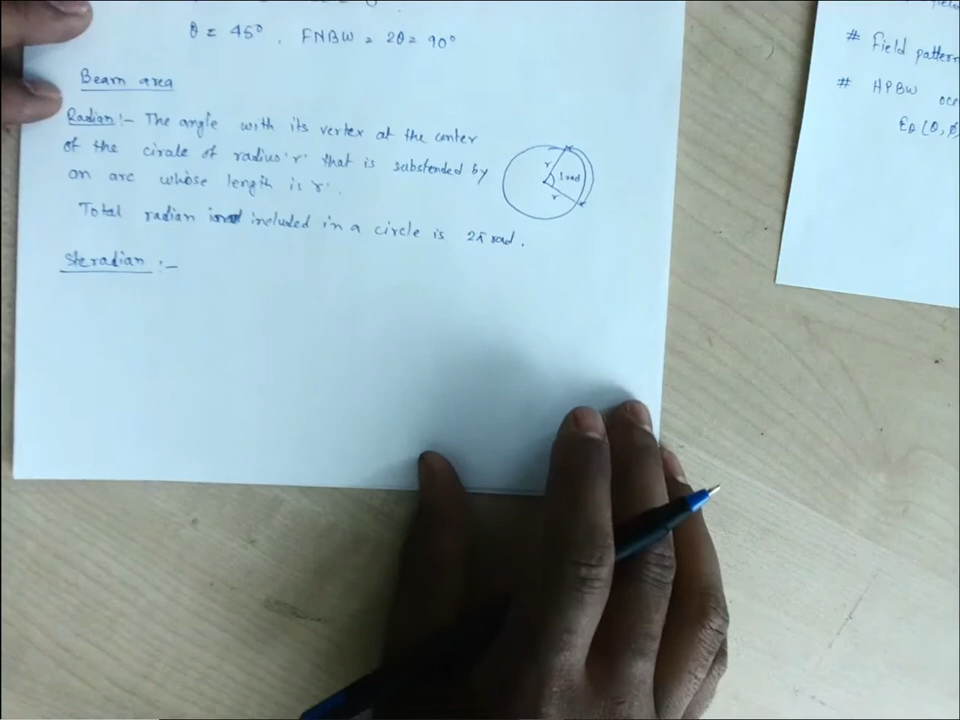 θ = 45°, FNBW = 2θ = 90°
Beam area
Radian :- The angle with its vertex at the center
of the cirale of radius 'r' that is substended by
an arc whose length is 'r'.
r
1 rad
r
Total radian included in a circle is 2π rad.
Steradian :-
# Field pattern
# HPBW
Eθ(θ,